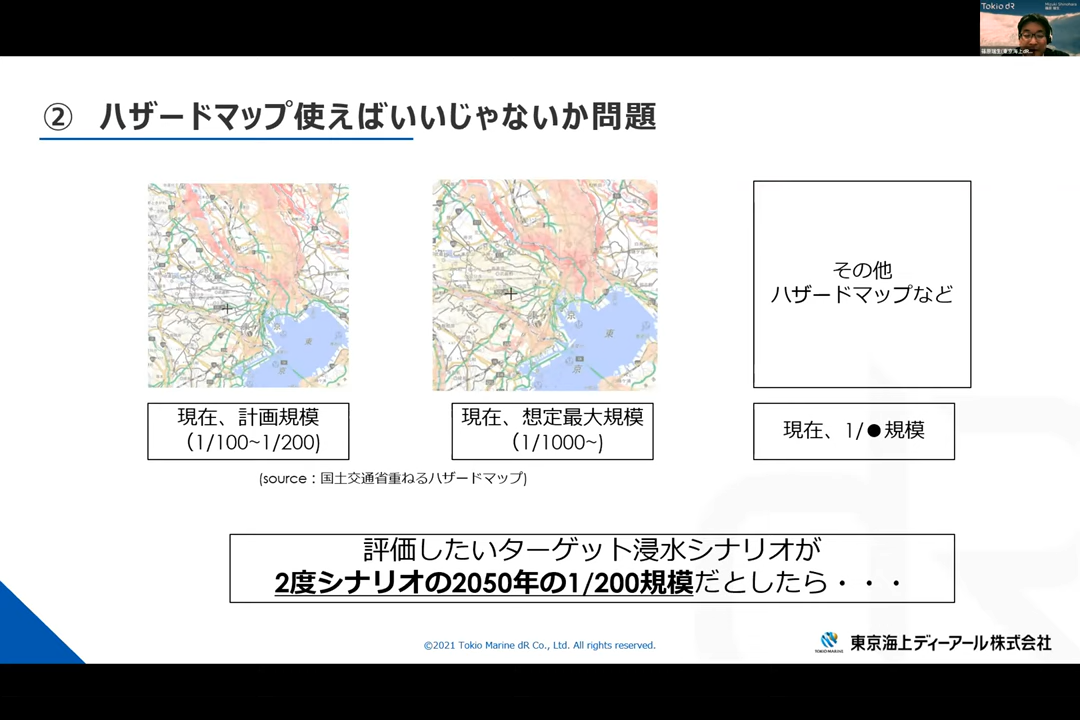 Tokio dR
Mizuki Shinohara
② ハザードマップ使えばいいじゃないか問題
その他
ハザードマップなど
現在、計画規模
（1/100~1/200）
現在、想定最大規模
（1/1000~）
現在、1/●規模
(source：国土交通省重ねるハザードマップ)
評価したいターゲット浸水シナリオが
2度シナリオの2050年の1/200規模だとしたら・・・
©2021 Tokio Marine dR Co., Ltd. All rights reserved.
TOKIO MARINE
東京海上ディーアール株式会社